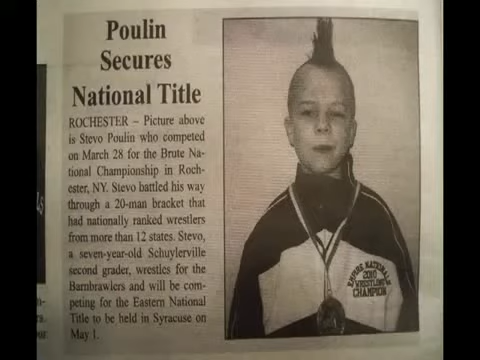 Poulin
Secures
National Title
ROCHESTER – Picture above
is Stevo Poulin who competed
on March 28 for the Brute Na-
tional Championship in Roch-
ester, NY. Stevo battled his way
through a 20-man bracket that
had nationally ranked wrestlers
from more than 12 states. Stevo,
a seven-year-old Schuylerville
second grader, wrestles for the
Barnbrawlers and will be com-
peting for the Eastern National
Title to be held in Syracuse on
May 1.
EMPIRE NATIONALS
2010
WRESTLING
CHAMPION